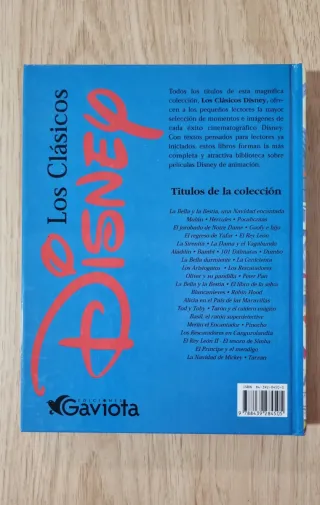 Los Clásicos
DISNEY
Todos los títulos de esta magnífica
colección, Los Clásicos Disney, ofre-
cen a los pequeños lectores la mayor
selección de momentos e imágenes de
cada éxito cinematográfico Disney.
Con textos pensados para lectores ya
iniciados, estos libros forman la más
completa y atractiva biblioteca sobre
películas Disney de animación.
Títulos de la colección
La Bella y la Bestia, una Navidad encantada
Mulán • Hércules • Pocahontas
El jorobado de Notre Dame • Goofy e hijo
El regreso de Yafar • El Rey León
La Sirenita • La Dama y el Vagabundo
Aladdin • Bambi • 101 Dálmatas • Dumbo
La Bella durmiente • La Cenicienta
Los Aristogatos • Los Rescatadores
Oliver y su pandilla • Peter Pan
La Bella y la Bestia • El libro de la selva
Blancanieves • Robin Hood
Alicia en el País de las Maravillas
Tod y Toby • Tarón y el caldero mágico
Basil, el ratón superdetective
Merlín el Encantador • Pinocho
Los Rescatadores en Cangurolandia
El Rey León II • El tesoro de Simba
El Príncipe y el mendigo
La Navidad de Mickey • Tarzán
EDICIONES
Gaviota
9 788439 284505